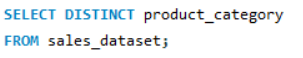 SELECT DISTINCT product_category
FROM sales_dataset;